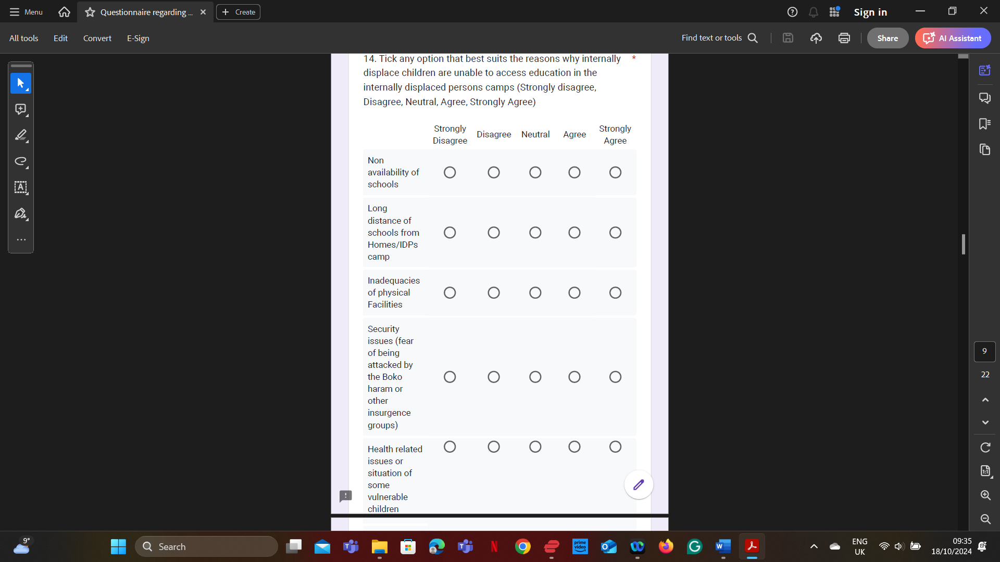 Menu
Questionnaire regarding ...
Create
Sign in
All tools
Edit
Convert
E-Sign
Find text or tools
Share
AI Assistant
14. Tick any option that best suits the reasons why internally *
displace children are unable to access education in the
internally displaced persons camps (Strongly disagree,
Disagree, Neutral, Agree, Strongly Agree)
Strongly Disagree
Disagree
Neutral
Agree
Strongly Agree
Non
availability of
schools
Long
distance of
schools from
Homes/IDPs
camp
Inadequacies
of physical
Facilities
Security
issues (fear
of being
attacked by
the Boko
haram or
other
insurgence
groups)
Health related
issues or
situation of
some
vulnerable
children
9
22
9°
Search
prime video
ENG
UK
09:35
18/10/2024